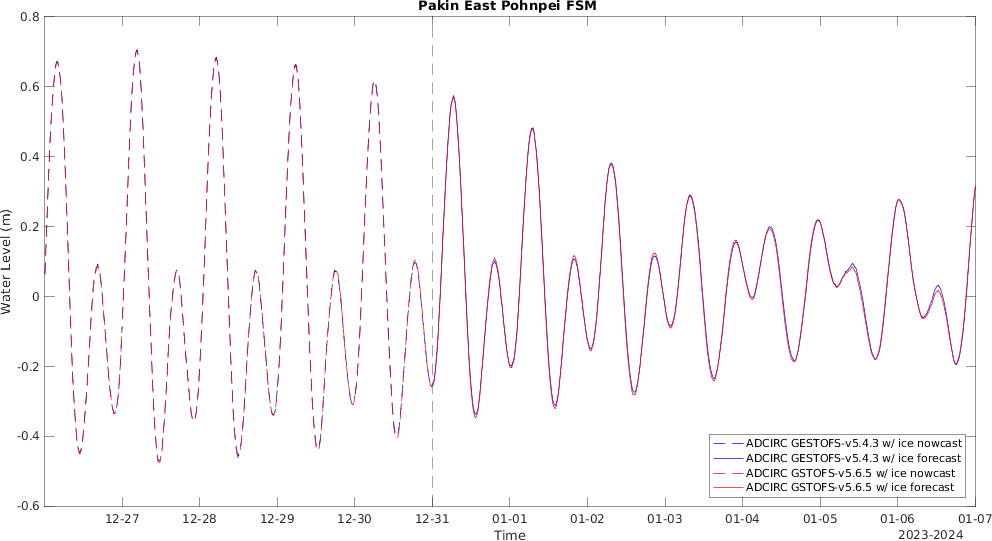 Pakin East Pohnpei FSM
0.8
0.6
0.4
0.2
0
-0.2
-0.4
-0.6
Water Level (m)
12-27 12-28 12-29 12-30 12-31 01-01 01-02 01-03 01-04 01-05 01-06 01-07
Time
2023-2024
ADCIRC GESTOFS-v5.4.3 w/ ice nowcast
ADCIRC GESTOFS-v5.4.3 w/ ice forecast
ADCIRC GSTOFS-v5.6.5 w/ ice nowcast
ADCIRC GSTOFS-v5.6.5 w/ ice forecast